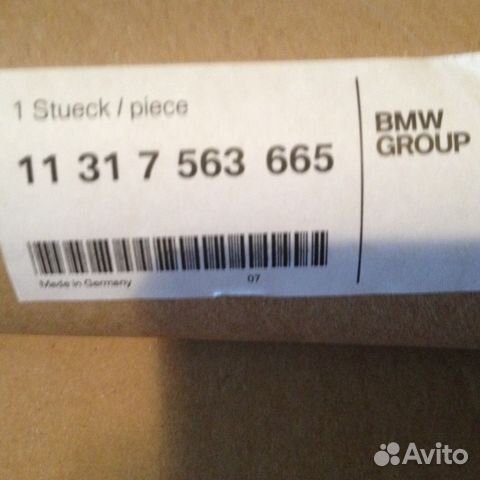 1 Stueck / piece
11 31 7 563 665
BMW
GROUP
Made in Germany
07
Avito